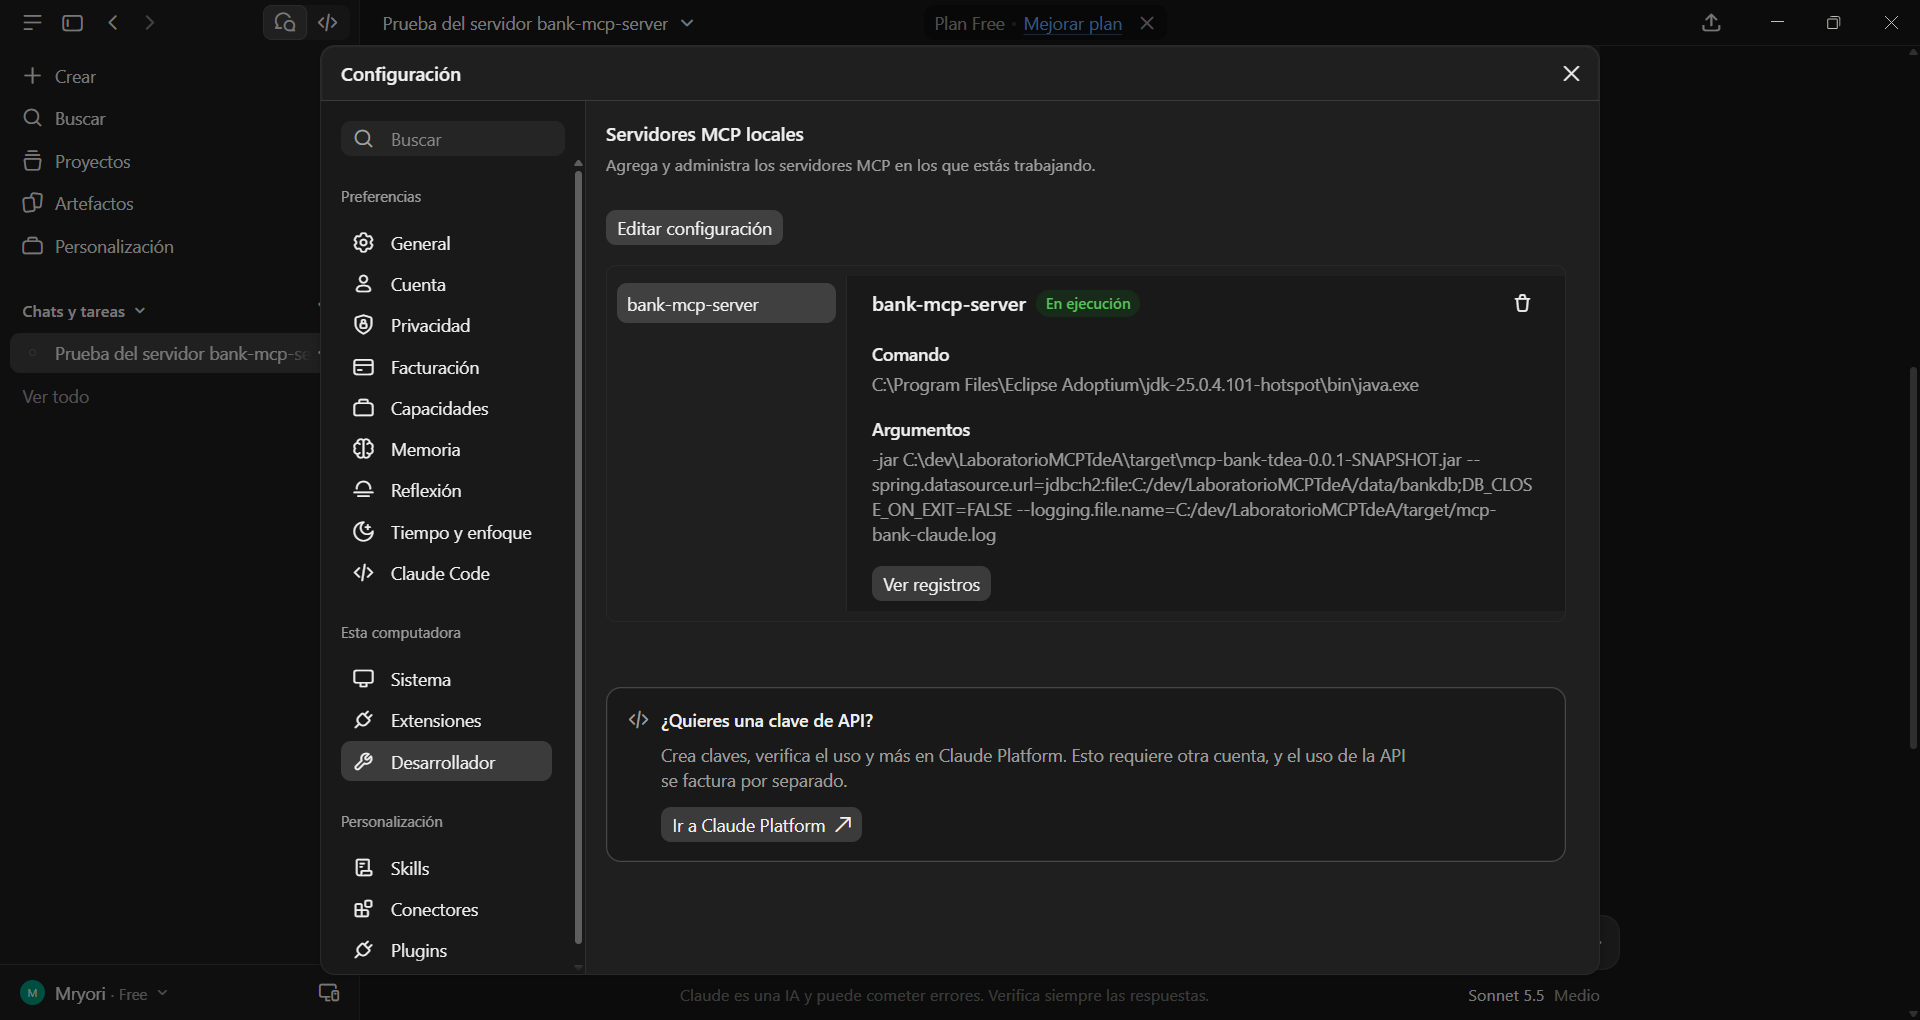 Prueba del servidor bank-mcp-server
Plan Free · Mejorar plan
Crear
Buscar
Proyectos
Artefactos
Personalización
Chats y tareas
Prueba del servidor bank-mcp-se
Ver todo
Mryori · Free
Configuración
Buscar
Preferencias
General
Cuenta
Privacidad
Facturación
Capacidades
Memoria
Reflexión
Tiempo y enfoque
Claude Code
Esta computadora
Sistema
Extensiones
Desarrollador
Personalización
Skills
Conectores
Plugins
Servidores MCP locales
Agrega y administra los servidores MCP en los que estás trabajando.
Editar configuración
bank-mcp-server
bank-mcp-server En ejecución
Comando
C:\Program Files\Eclipse Adoptium\jdk-25.0.4.101-hotspot\bin\java.exe
Argumentos
-jar C:\dev\LaboratorioMCPTdeA\target\mcp-bank-tdea-0.0.1-SNAPSHOT.jar --
spring.datasource.url=jdbc:h2:file:C:/dev/LaboratorioMCPTdeA/data/bankdb;DB_CLOS
E_ON_EXIT=FALSE --logging.file.name=C:/dev/LaboratorioMCPTdeA/target/mcp-
bank-claude.log
Ver registros
¿Quieres una clave de API?
Crea claves, verifica el uso y más en Claude Platform. Esto requiere otra cuenta, y el uso de la API
se factura por separado.
Ir a Claude Platform
Claude es una IA y puede cometer errores. Verifica siempre las respuestas.
Sonnet 5.5 Medio
M